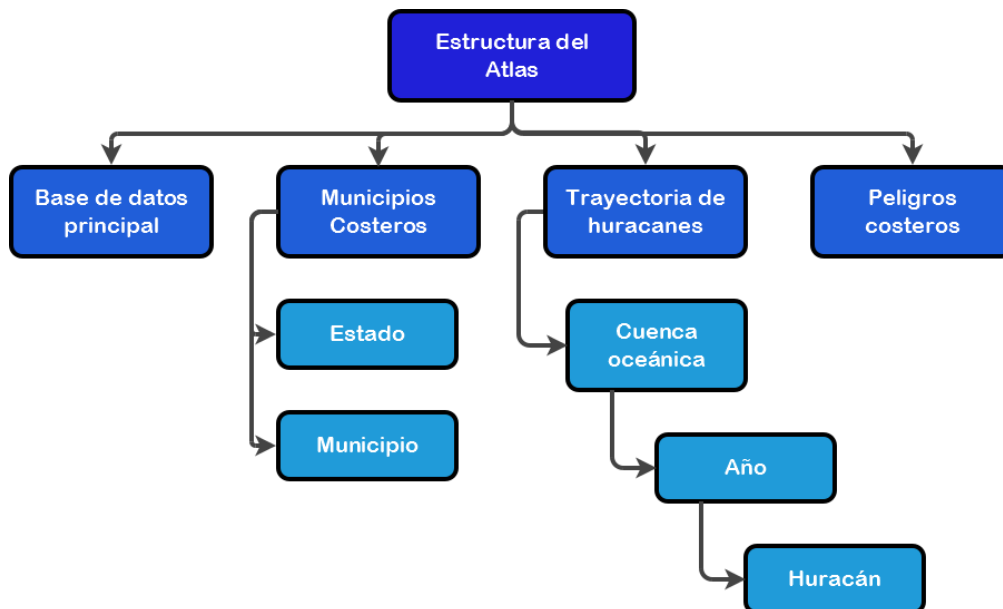 Estructura del
Atlas
Base de datos
principal
Municipios
Costeros
Trayectoria de
huracanes
Peligros
costeros
Estado
Cuenca
oceánica
Municipio
Año
Huracán